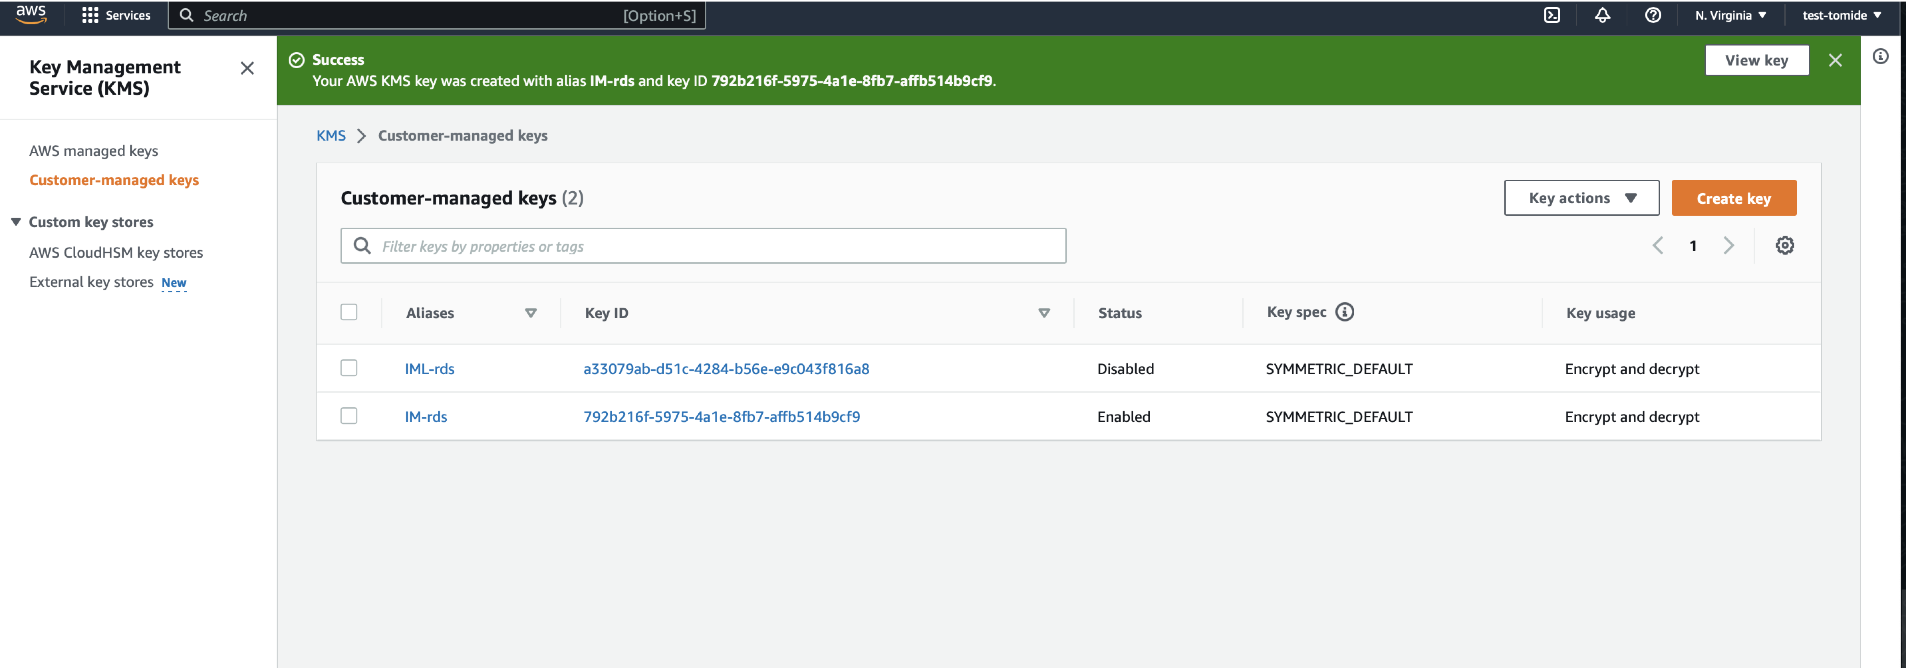 aws
Services
Search
[Option+S]
N. Virginia
test-tomide
Key Management
Service (KMS)
AWS managed keys
Customer-managed keys
Custom key stores
AWS CloudHSM key stores
External key stores New
Success
Your AWS KMS key was created with alias IM-rds and key ID 792b216f-5975-4a1e-8fb7-affb514b9cf9.
View key
KMS Customer-managed keys
Customer-managed keys (2)
Key actions
Create key
Filter keys by properties or tags
1
Aliases Key ID Status Key spec Key usage
IML-rds a33079ab-d51c-4284-b56e-e9c043f816a8 Disabled SYMMETRIC_DEFAULT Encrypt and decrypt
IM-rds 792b216f-5975-4a1e-8fb7-affb514b9cf9 Enabled SYMMETRIC_DEFAULT Encrypt and decrypt